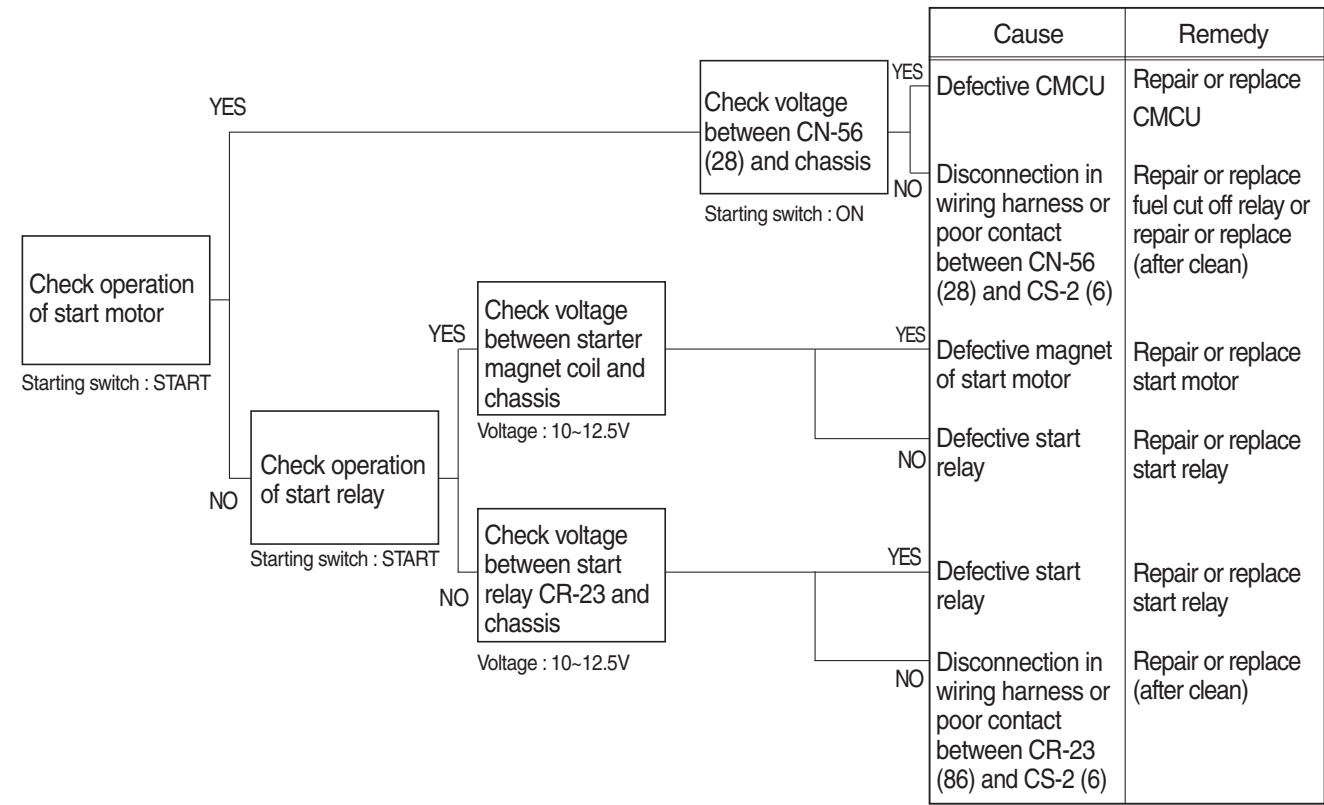 Cause
Remedy
YES
Check voltage
between CN-56
(28) and chassis
Starting switch : ON
YES
Defective CMCU
Repair or replace
CMCU
NO
Disconnection in
wiring harness or
poor contact
between CN-56
(28) and CS-2 (6)
Repair or replace
fuel cut off relay or
repair or replace
(after clean)
Check operation
of start motor
Starting switch : START
YES
Check voltage
between starter
magnet coil and
chassis
Voltage : 10~12.5V
YES
Defective magnet
of start motor
Repair or replace
start motor
NO
Defective start
relay
Repair or replace
start relay
NO
Check operation
of start relay
Starting switch : START
NO
Check voltage
between start
relay CR-23 and
chassis
Voltage : 10~12.5V
YES
Defective start
relay
Repair or replace
start relay
NO
Disconnection in
wiring harness or
poor contact
between CR-23
(86) and CS-2 (6)
Repair or replace
(after clean)